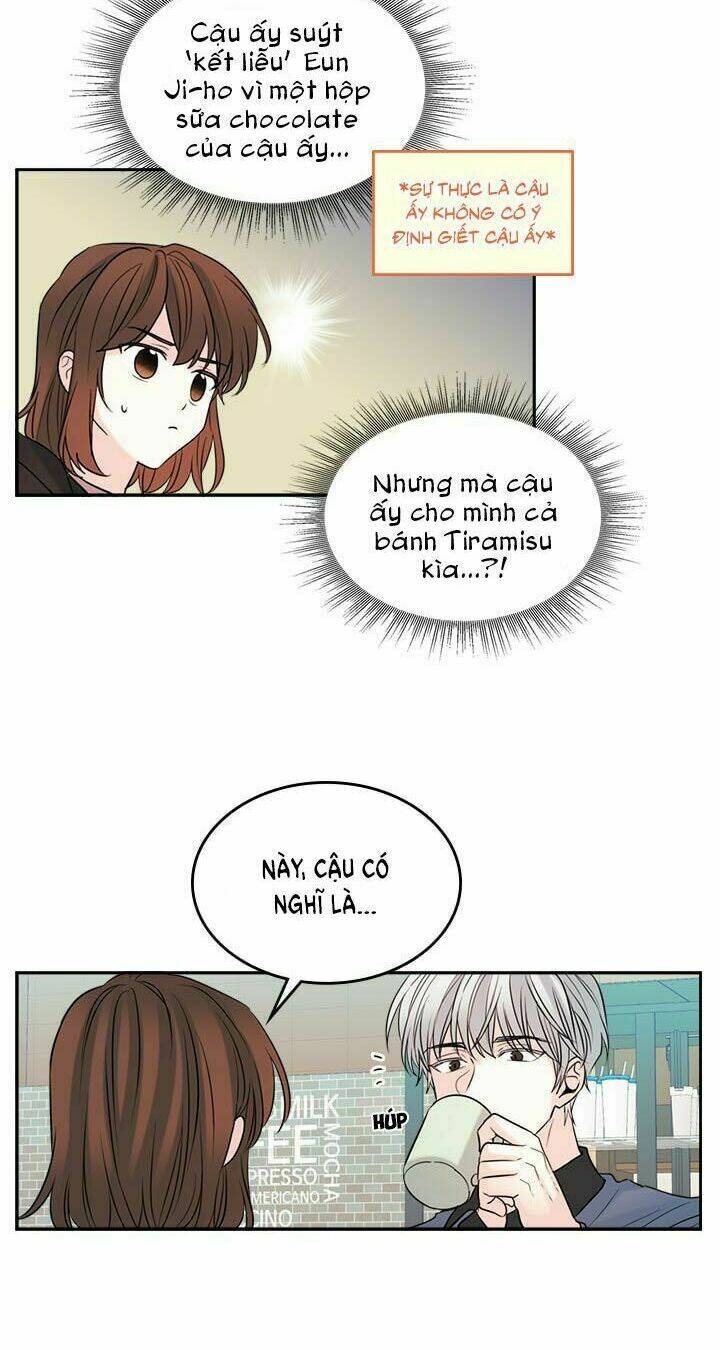 Cậu ấy suýt
'kết liễu' Eun
Ji-ho vì một hộp
sữa chocolate
của cậu ấy...
*SỰ THỰC LÀ CẬU
ẤY KHÔNG CÓ Ý
ĐỊNH GIẾT CẬU ẤY*
Nhưng mà cậu
ấy cho mình cả
bánh Tiramisu
kìa...?!
NÀY, CẬU CÓ
NGHĨ LÀ...
HÚP
MILK
EE
MOCHA
PRESSO
MERICANO
CINO